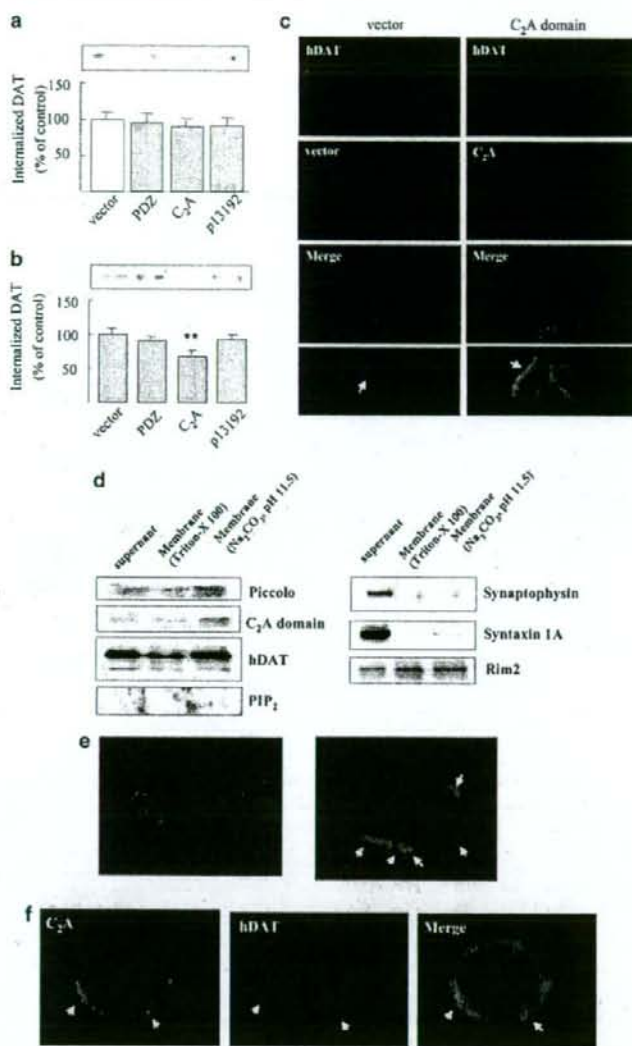 a
Internalized DAT
(% of control)
150
100
50
vector
PDZ
C₂A
p13192
b
Internalized DAT
(% of control)
150
100
50
**
vector
PDZ
C₂A
p13192
c
vector
C₂A domain
hDAT
hDAT
vector
C₂A
Merge
Merge
d
supernant
Membrane
(Triton-X 100)
Membrane
(Na₂CO₃, pH 11.5)
Piccolo
C₂A domain
hDAT
PIP₂
supernant
Membrane
(Triton-X 100)
Membrane
(Na₂CO₃, pH 11.5)
Synaptophysin
Syntaxin 1A
Rim2
e
f
C₂A
hDAT
Merge